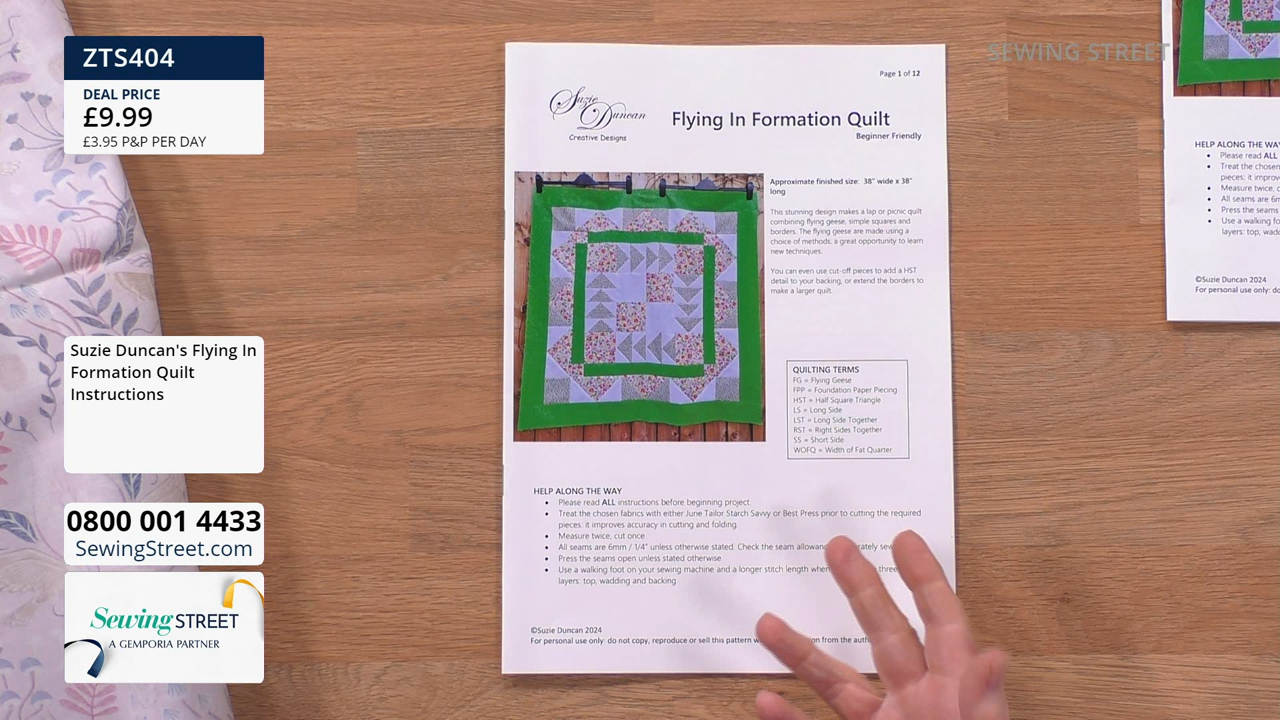 ZTS404
DEAL PRICE
£9.99
£3.95 P&P PER DAY
Suzie Duncan's Flying In
Formation Quilt
Instructions
0800 001 4433
SewingStreet.com
Sewing STREET
A GEMPORIA PARTNER
SEWING STREET
Page 1 of 12
Suzie
Duncan
Creative Designs
Flying In Formation Quilt
Beginner Friendly
Approximate finished size: 38" wide x 38"
long
This stunning design makes a lap or picnic quilt
combining flying geese, simple squares and
borders. The flying geese are made using a
choice of methods: a great opportunity to learn
new techniques.
You can even use cut-off pieces to add a HST
detail to your backing, or extend the borders to
make a larger quilt.
QUILTING TERMS
FG = Flying Geese
FPP = Foundation Paper Piecing
HST = Half Square Triangle
LS = Long Side
LST = Long Side Together
RST = Right Sides Together
SS = Short Side
WOFQ = Width of Fat Quarter
HELP ALONG THE WAY
• Please read ALL instructions before beginning project.
• Treat the chosen fabrics with either June Tailor Starch Savvy or Best Press prior to cutting the required
pieces: it improves accuracy in cutting and folding.
• Measure twice, cut once
• All seams are 6mm / 1/4" unless otherwise stated. Check the seam
• Press the seams open unless stated otherwise.
• Use a walking foot on your sewing machine and a longer stitch length three
layers: top, wadding and backing
©Suzie Duncan 2024
For personal use only: do not copy, reproduce or sell this pattern from the
HELP ALONG THE WAY
• Please read ALL
• Treat the chosen
pieces: it
• Measure twice,
• All seams are
• Press the seams
• Use a walking
layers: top,
©Suzie Duncan 2024
For personal use only: